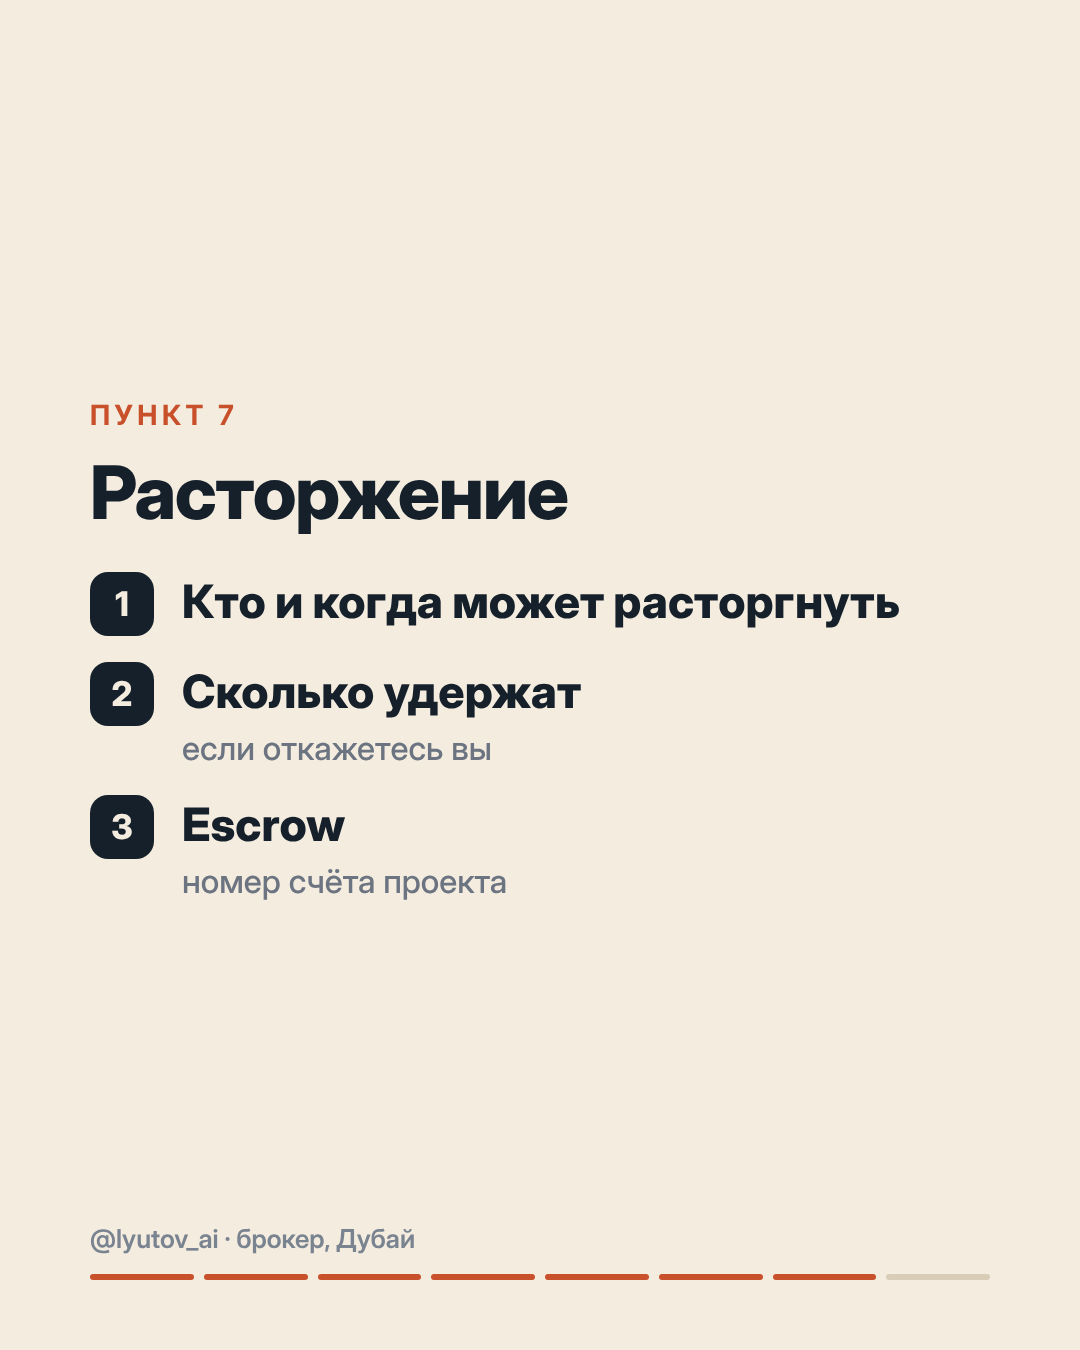 ПУНКТ 7
Расторжение
1 Кто и когда может расторгнуть
2 Сколько удержат
если откажетесь вы
3 Escrow
номер счёта проекта
@lyutov_ai · брокер, Дубай